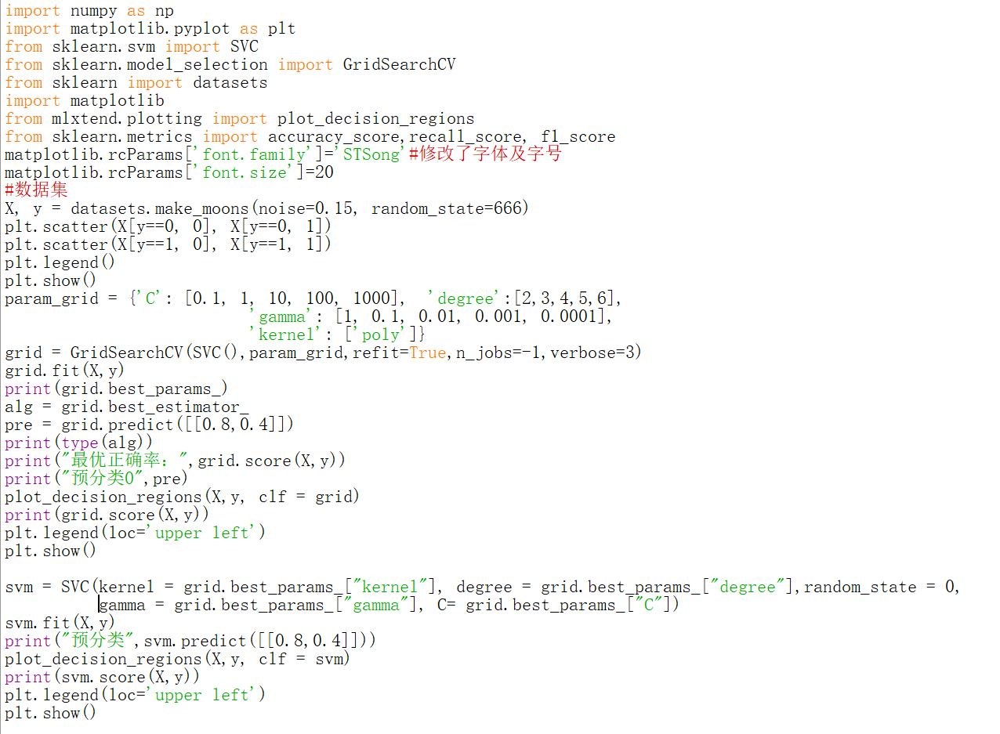 import numpy as np
import matplotlib.pyplot as plt
from sklearn.svm import SVC
from sklearn.model_selection import GridSearchCV
from sklearn import datasets
import matplotlib
from mlxtend.plotting import plot_decision_regions
from sklearn.metrics import accuracy_score,recall_score, f1_score
matplotlib.rcParams['font.family']='STSong'#修改了字体及字号
matplotlib.rcParams['font.size']=20
#数据集
X, y = datasets.make_moons(noise=0.15, random_state=666)
plt.scatter(X[y==0, 0], X[y==0, 1])
plt.scatter(X[y==1, 0], X[y==1, 1])
plt.legend()
plt.show()
param_grid = {'C': [0.1, 1, 10, 100, 1000],  'degree':[2,3,4,5,6],
                          'gamma': [1, 0.1, 0.01, 0.001, 0.0001],
                          'kernel': ['poly']}
grid = GridSearchCV(SVC(),param_grid,refit=True,n_jobs=-1,verbose=3)
grid.fit(X,y)
print(grid.best_params_)
alg = grid.best_estimator_
pre = grid.predict([[0.8,0.4]])
print(type(alg))
print("最优正确率：",grid.score(X,y))
print("预分类0",pre)
plot_decision_regions(X,y, clf = grid)
print(grid.score(X,y))
plt.legend(loc='upper left')
plt.show()

svm = SVC(kernel = grid.best_params_["kernel"], degree = grid.best_params_["degree"],random_state = 0,
          gamma = grid.best_params_["gamma"], C= grid.best_params_["C"])
svm.fit(X,y)
print("预分类",svm.predict([[0.8,0.4]]))
plot_decision_regions(X,y, clf = svm)
print(svm.score(X,y))
plt.legend(loc='upper left')
plt.show()